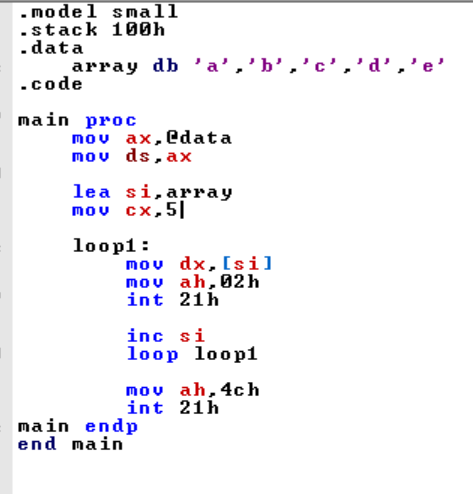 .model small
.stack 100h
.data
array db 'a','b','c','d','e'
.code
main proc
mov ax,@data
mov ds,ax
lea si,array
mov cx,5
loop1:
mov dx,[si]
mov ah,02h
int 21h
inc si
loop loop1
mov ah,4ch
int 21h
main endp
end main